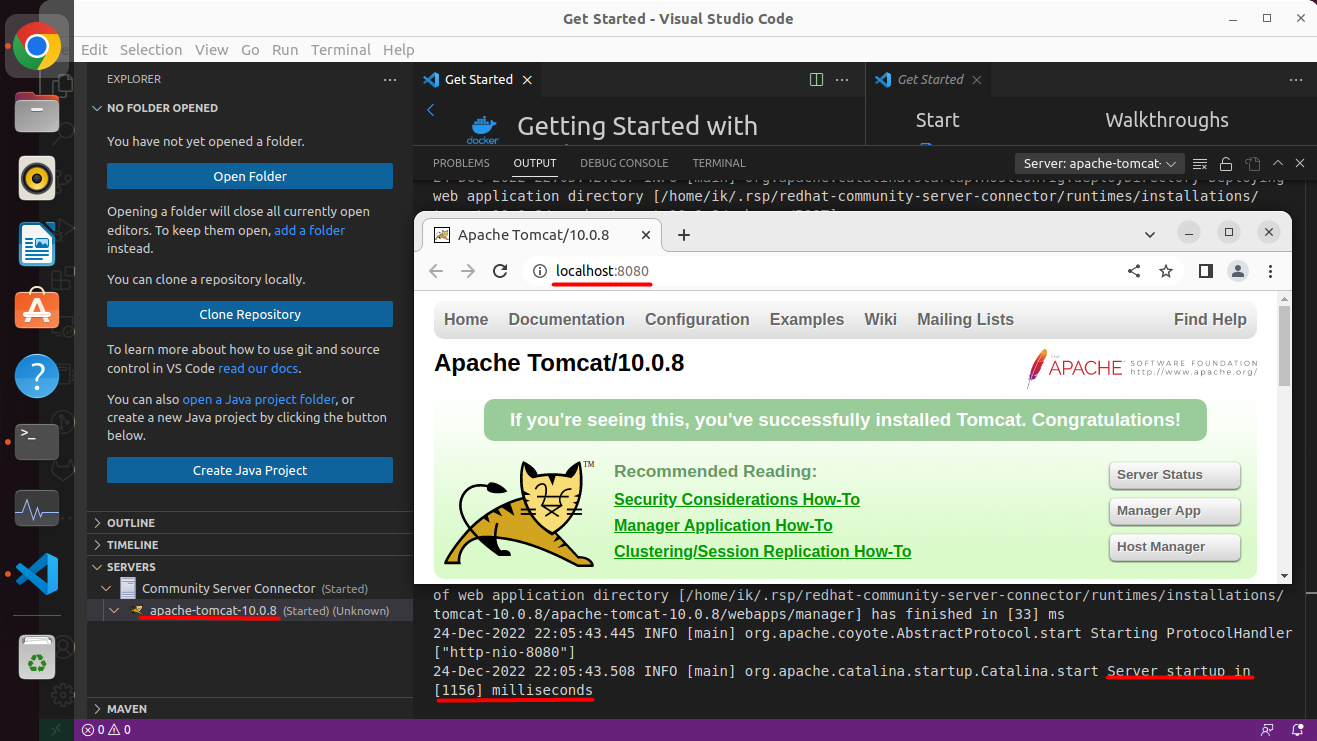 Get Started - Visual Studio Code
Edit Selection View Go Run Terminal Help
EXPLORER
NO FOLDER OPENED
You have not yet opened a folder.
Open Folder
Opening a folder will close all currently open
editors. To keep them open, add a folder
instead.
You can clone a repository locally.
Clone Repository
To learn more about how to use git and source
control in VS Code read our docs.
You can also open a Java project folder, or
create a new Java project by clicking the button
below.
Create Java Project
OUTLINE
TIMELINE
SERVERS
Community Server Connector (Started)
apache-tomcat-10.0.8 (Started) (Unknown)
MAVEN
0 0
Get Started
Get Started
docker
Getting Started with
Start
Walkthroughs
PROBLEMS OUTPUT DEBUG CONSOLE TERMINAL
Server: apache-tomcat-
web application directory [/home/ik/.rsp/redhat-community-server-connector/runtimes/installations/
Apache Tomcat/10.0.8
localhost:8080
Home Documentation Configuration Examples Wiki Mailing Lists Find Help
Apache Tomcat/10.0.8
THE
APACHE SOFTWARE FOUNDATION
http://www.apache.org/
If you're seeing this, you've successfully installed Tomcat. Congratulations!
TM
Recommended Reading:
Security Considerations How-To
Manager Application How-To
Clustering/Session Replication How-To
Server Status
Manager App
Host Manager
of web application directory [/home/ik/.rsp/redhat-community-server-connector/runtimes/installations/
tomcat-10.0.8/apache-tomcat-10.0.8/webapps/manager] has finished in [33] ms
24-Dec-2022 22:05:43.445 INFO [main] org.apache.coyote.AbstractProtocol.start Starting ProtocolHandler
["http-nio-8080"]
24-Dec-2022 22:05:43.508 INFO [main] org.apache.catalina.startup.Catalina.start Server startup in
[1156] milliseconds